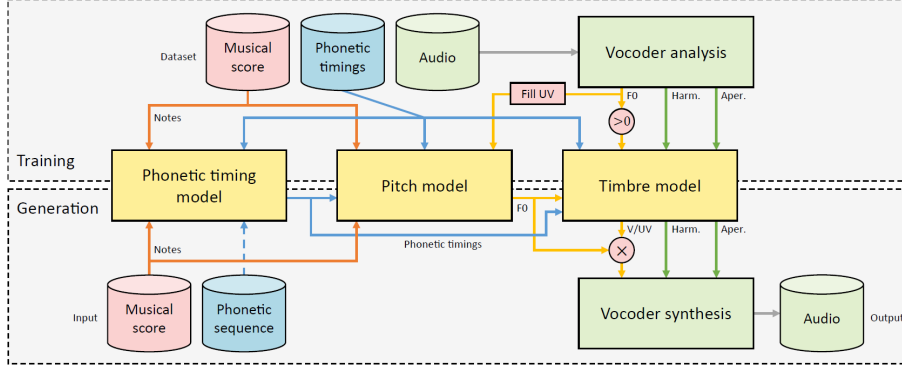 Dataset
Musical
score
Phonetic
timings
Audio
Vocoder analysis
Fill UV
F0
Harm.
Aper.
>0
Notes
Training
Phonetic timing
model
Pitch model
Timbre model
Generation
F0
V/UV
Harm.
Aper.
Notes
Phonetic timings
×
Input
Musical
score
Phonetic
sequence
Vocoder synthesis
Audio
Output